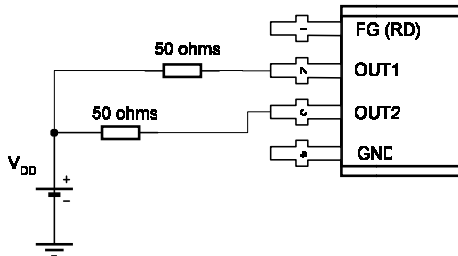 FG (RD)
50 ohms
OUT1
50 ohms
OUT2
GND
VDD
+
−